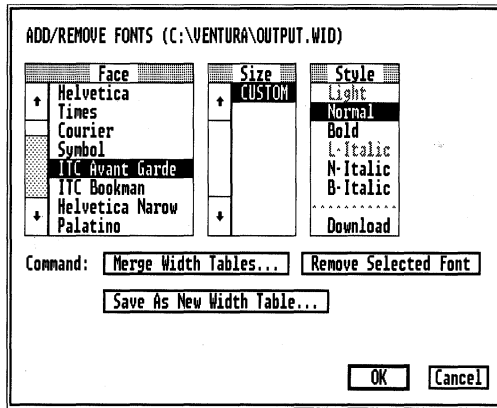 ADD/REMOVE FONTS (C:\VENTURA\OUTPUT.WID)
Face
Helvetica
Times
Courier
Symbol
ITC Avant Garde
ITC Bookman
Helvetica Narow
Palatino
Size
CUSTOM
Style
Light
Normal
Bold
L-Italic
N-Italic
B-Italic
Download
Command: Merge Width Tables... Remove Selected Font
Save As New Width Table...
OK Cancel